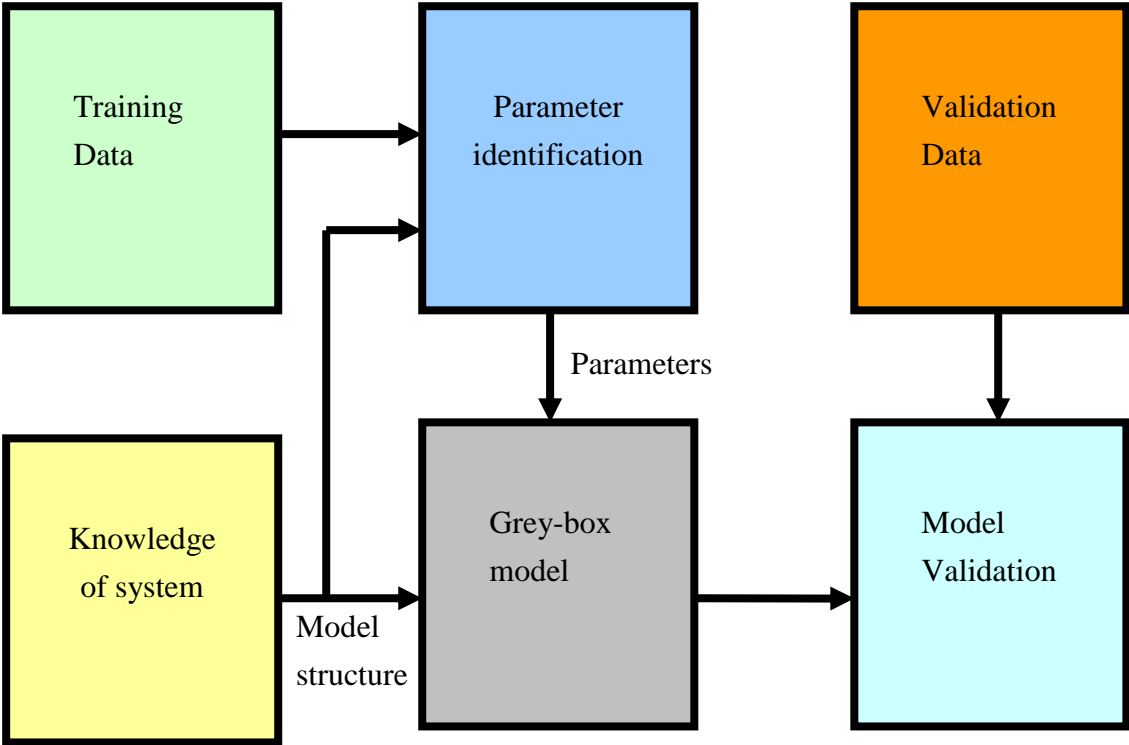 Training
Data
Parameter
identification
Validation
Data
Parameters
Knowledge
of system
Model
structure
Grey-box
model
Model
Validation